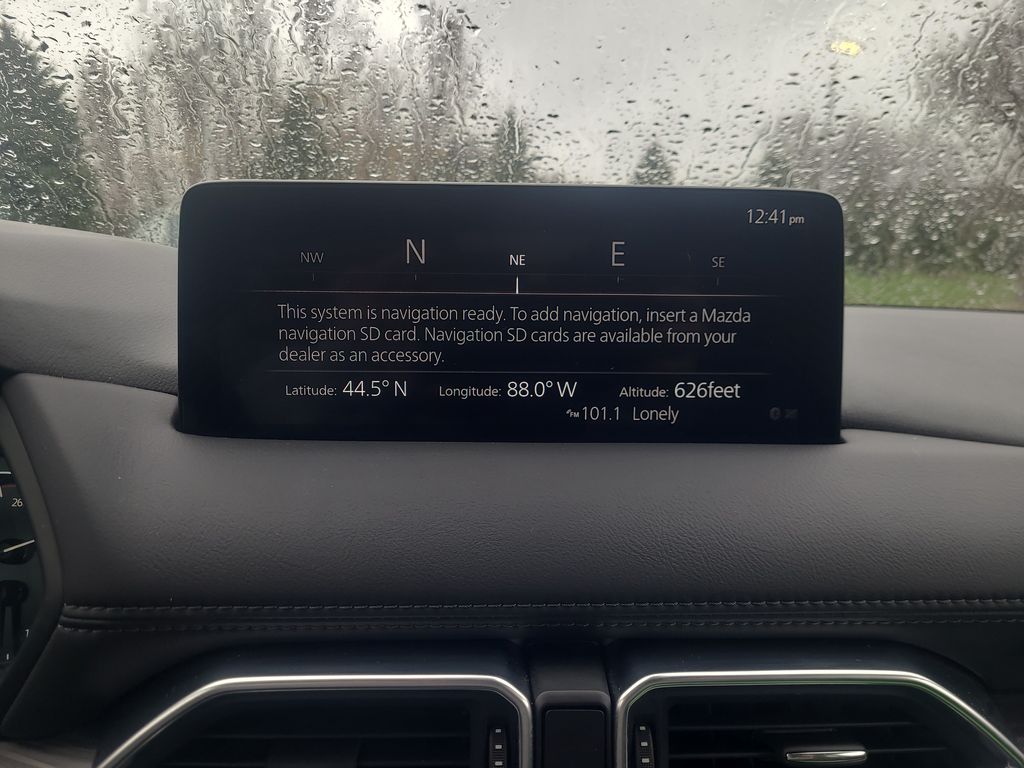 12:41 pm
NW N NE E SE
This system is navigation ready. To add navigation, insert a Mazda
navigation SD card. Navigation SD cards are available from your
dealer as an accessory.
Latitude: 44.5° N Longitude: 88.0° W Altitude: 626feet
FM 101.1 Lonely
26